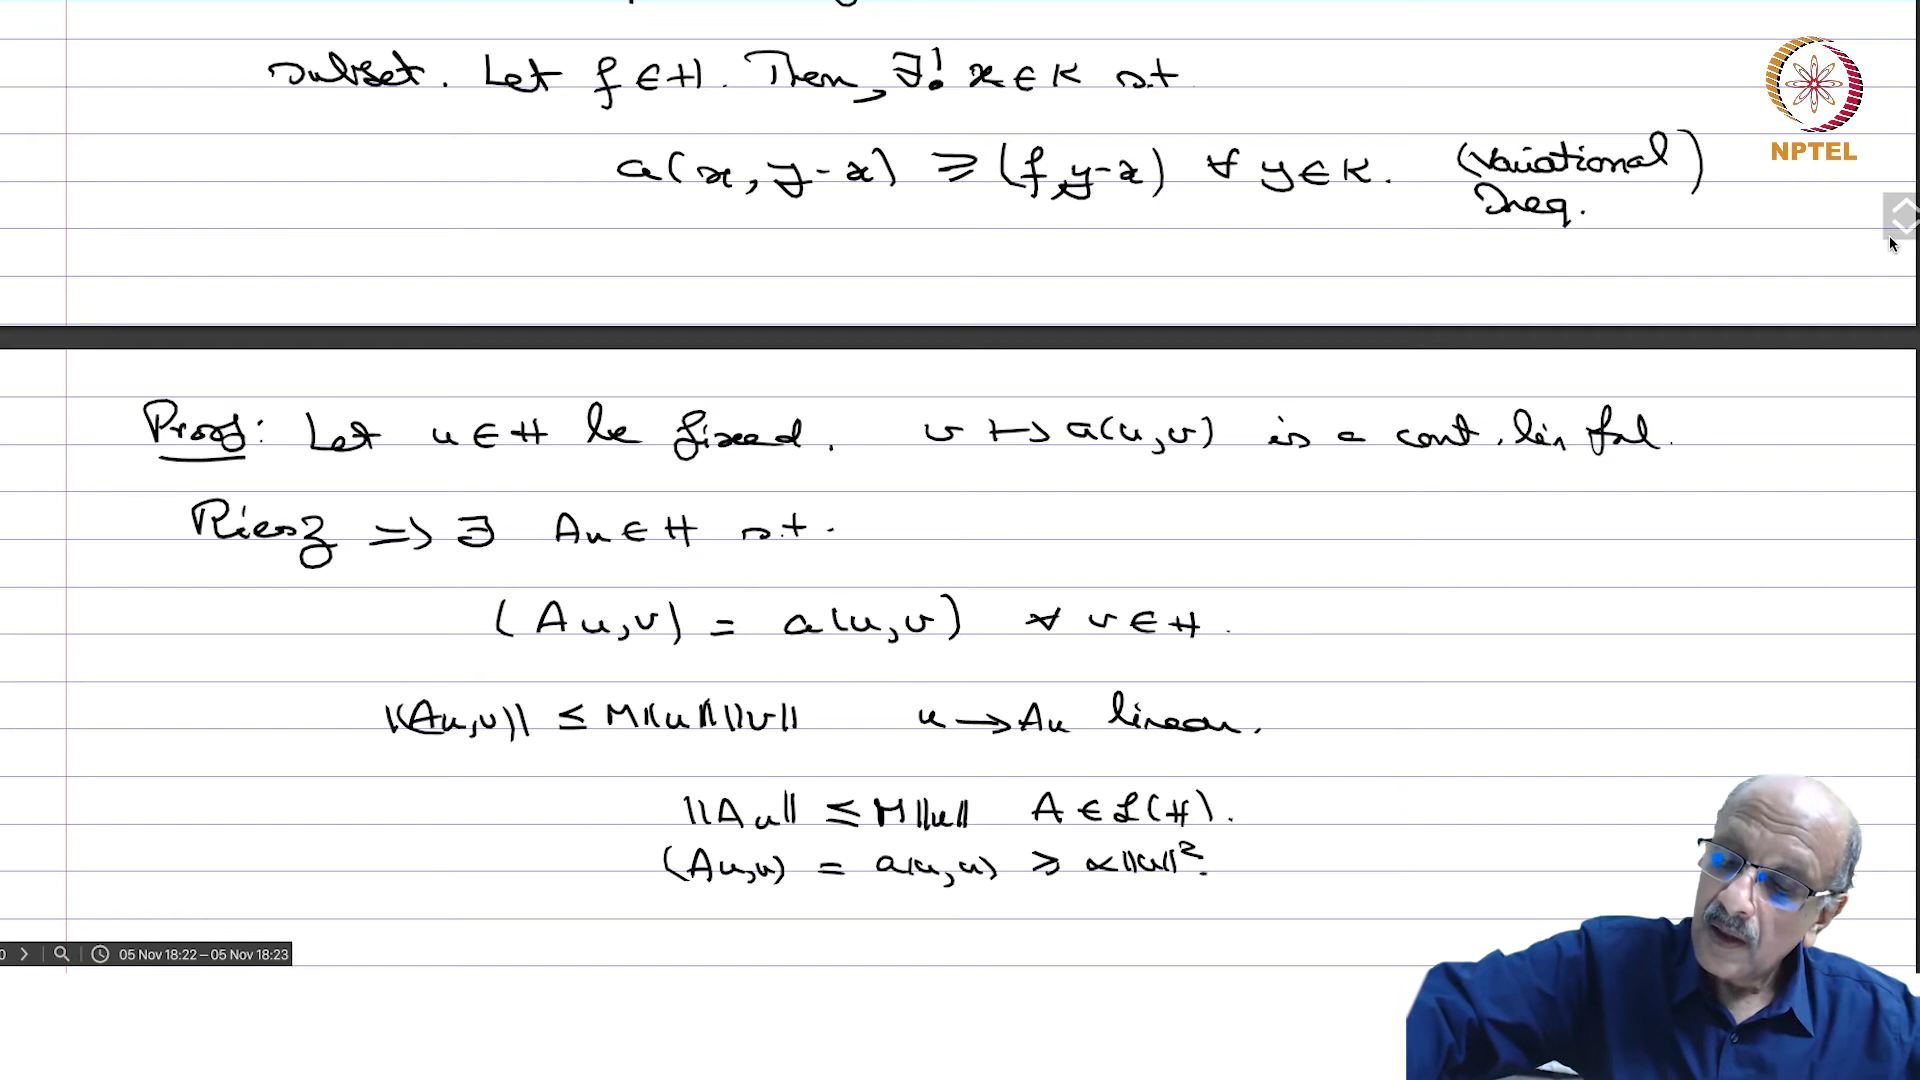 subset. Let f ∈ H. Then, ∃! x ∈ K s.t.
a(x, y-x) ≥ (f, y-x) ∀ y ∈ K. (Variational Ineq.)
NPTEL
Proof: Let u ∈ H be fixed. v ↦ a(u,v) is a cont. lin fnl.
Riesz => ∃ Au ∈ H s.t.
(Au,v) = a(u,v) ∀ v ∈ H.
|(Au,v)| ≤ M||u|| ||v|| u → Au linear.
||Au|| ≤ M||u|| A ∈ ℒ(H).
(Au,u) = a(u,u) ≥ α||u||².
05 Nov 18:22 – 05 Nov 18:23